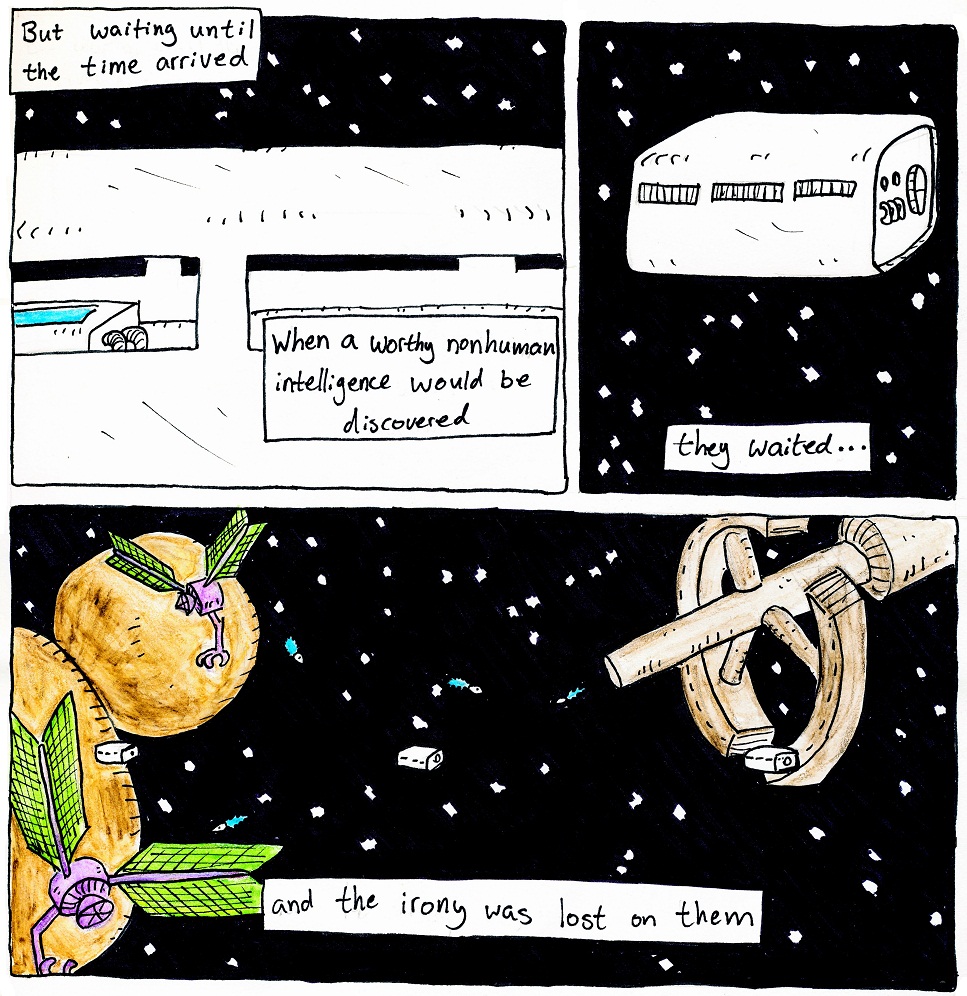 But waiting until
the time arrived
When a worthy nonhuman
intelligence would be
discovered
they waited...
and the irony was lost on them